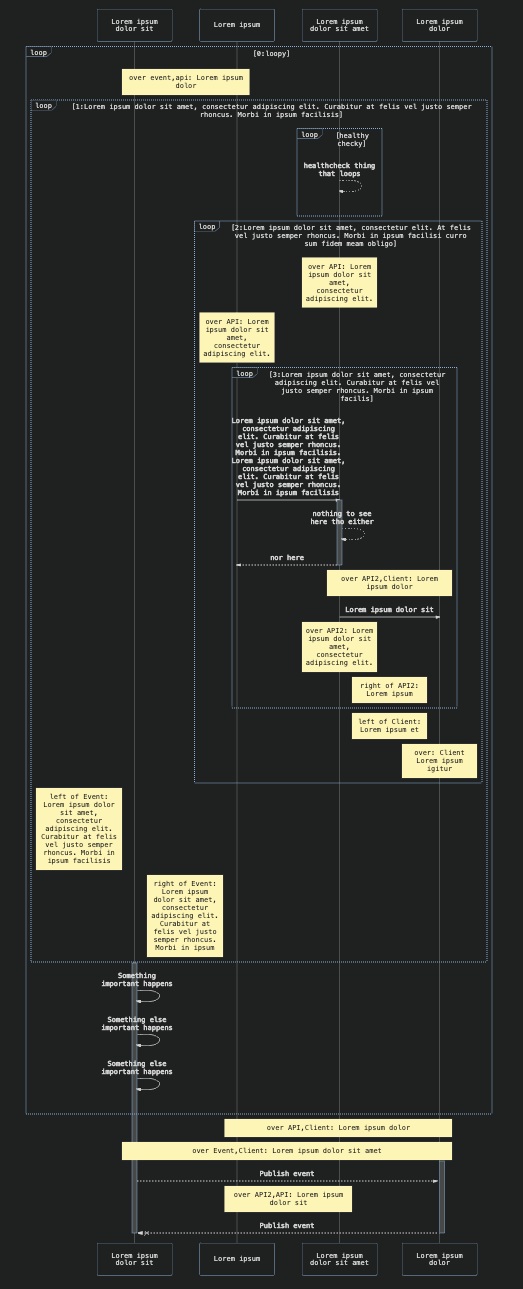 Lorem ipsum
dolor sit
Lorem ipsum
Lorem ipsum
dolor sit amet
Lorem ipsum
dolor
loop
[0:loopy]
over event,api: Lorem ipsum
dolor
loop
[1:Lorem ipsum dolor sit amet, consectetur adipiscing elit. Curabitur at felis vel justo semper
rhoncus. Morbi in ipsum facilisis]
loop
[healthy
checky]
healthcheck thing
that loops
loop
[2:Lorem ipsum dolor sit amet, consectetur elit. At felis
vel justo semper rhoncus. Morbi in ipsum facilisi curro
sum fidem meam obligo]
over API: Lorem
ipsum dolor sit
amet,
consectetur
adipiscing elit.
over API: Lorem
ipsum dolor sit
amet,
consectetur
adipiscing elit.
loop
[3:Lorem ipsum dolor sit amet, consectetur
adipiscing elit. Curabitur at felis vel
justo semper rhoncus. Morbi in ipsum
facilis]
Lorem ipsum dolor sit amet,
consectetur adipiscing
elit. Curabitur at felis
vel justo semper rhoncus.
Morbi in ipsum facilisis.
Lorem ipsum dolor sit amet,
consectetur adipiscing
elit. Curabitur at felis
vel justo semper rhoncus.
Morbi in ipsum facilisis
nothing to see
here tho either
nor here
over API2,Client: Lorem
ipsum dolor
Lorem ipsum dolor sit
over API2: Lorem
ipsum dolor sit
amet,
consectetur
adipiscing elit.
right of API2:
Lorem ipsum
left of Client:
Lorem ipsum et
over: Client
Lorem ipsum
igitur
left of Event:
Lorem ipsum dolor
sit amet,
consectetur
adipiscing elit.
Curabitur at felis
vel justo semper
rhoncus. Morbi in
ipsum facilisis
right of Event:
Lorem ipsum
dolor sit amet,
consectetur
adipiscing elit.
Curabitur at
felis vel justo
semper rhoncus.
Morbi in ipsum
Something
important happens
Something else
important happens
Something else
important happens
over API,Client: Lorem ipsum dolor
over Event,Client: Lorem ipsum dolor sit amet
Publish event
over API2,API: Lorem ipsum
dolor sit
Publish event
Lorem ipsum
dolor sit
Lorem ipsum
Lorem ipsum
dolor sit amet
Lorem ipsum
dolor